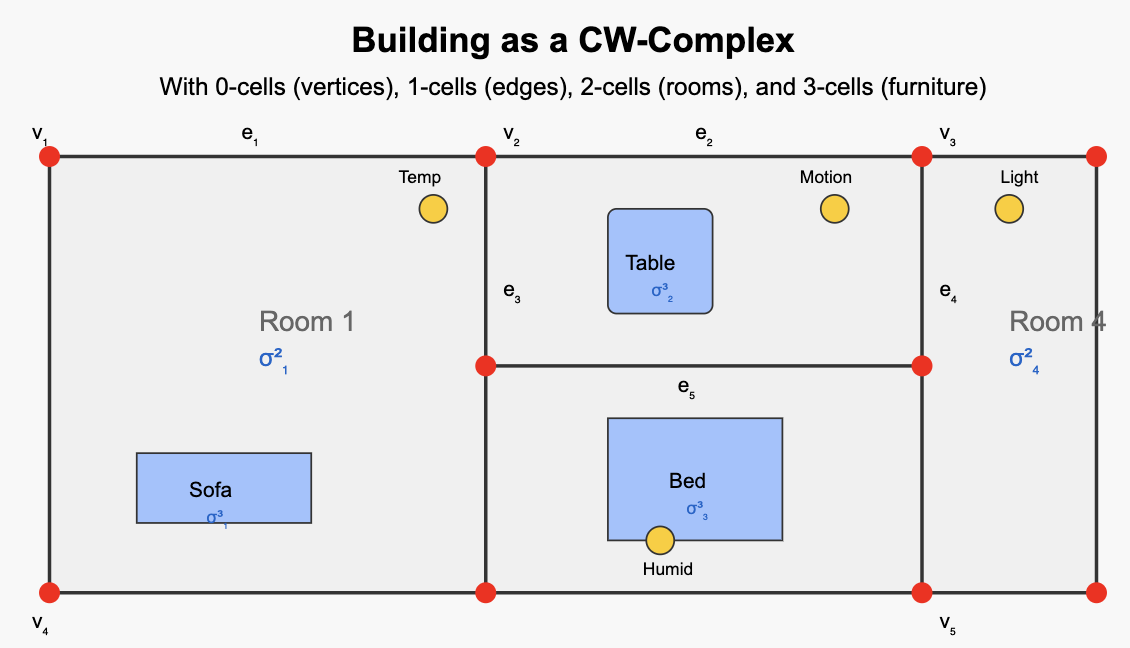 Building as a CW-Complex
With 0-cells (vertices), 1-cells (edges), 2-cells (rooms), and 3-cells (furniture)
v₁
e₁
v₂
e₂
v₃
Temp
Motion
Light
Table
σ³₂
e₃
e₄
Room 1
σ²₁
Room 4
σ²₄
e₅
Sofa
σ³₁
Bed
σ³₃
Humid
v₄
v₅